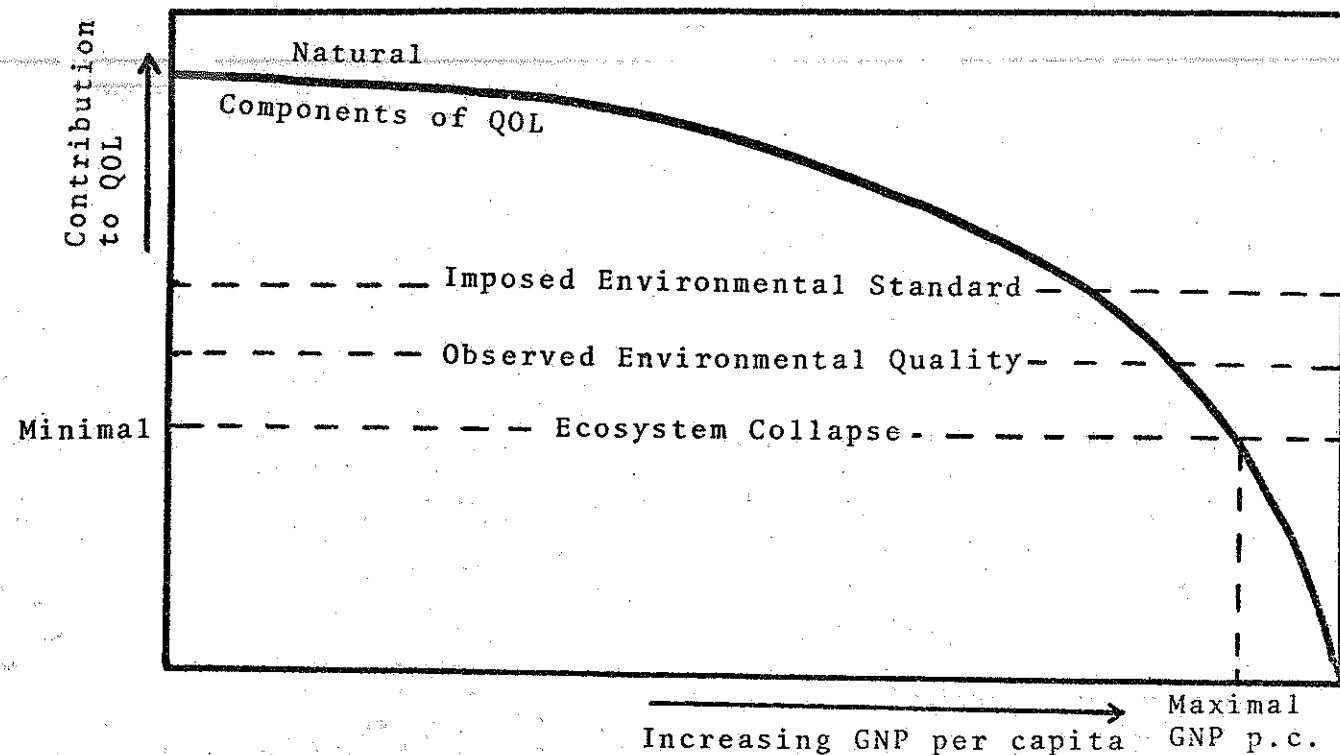 Contribution
to QOL
Natural
Components of QOL
Imposed Environmental Standard
Observed Environmental Quality
Minimal
Ecosystem Collapse
Maximal
GNP p.c.
Increasing GNP per capita